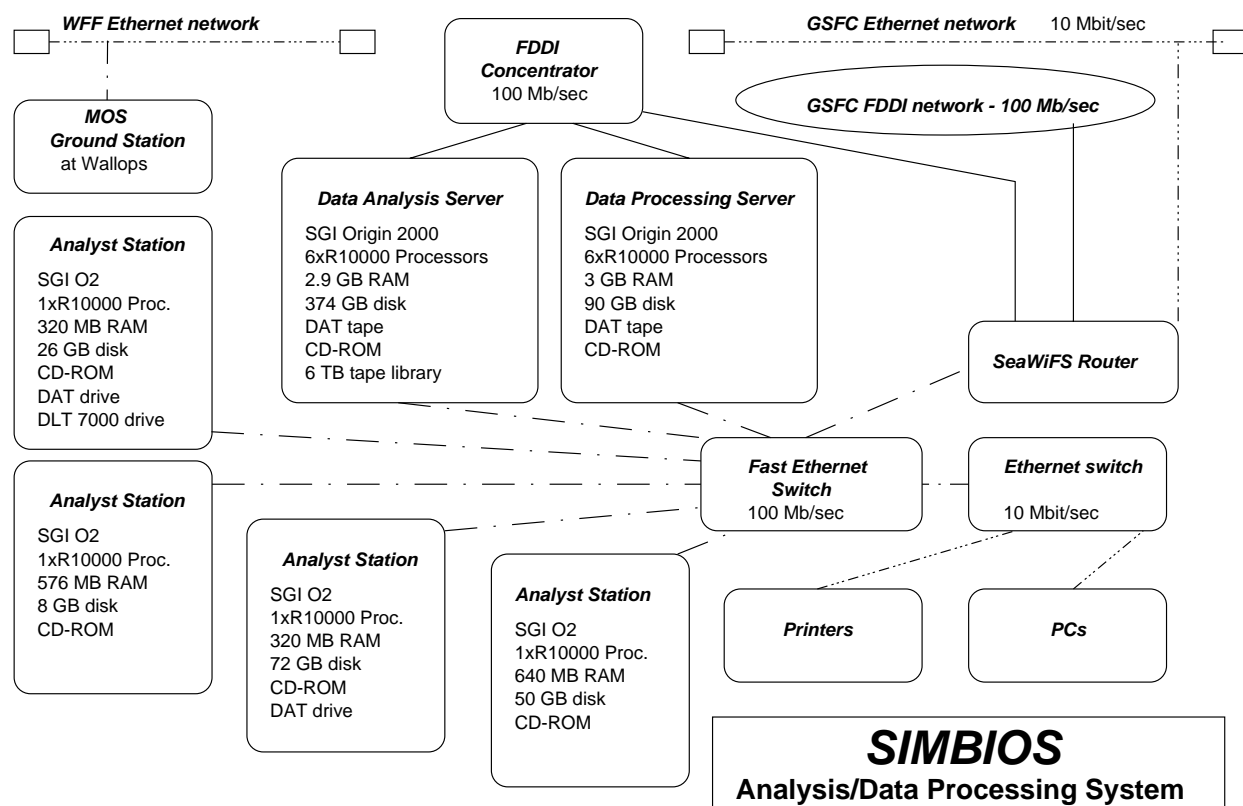 WFF Ethernet network
GSFC Ethernet network 10 Mbit/sec
FDDI
Concentrator
100 Mb/sec
GSFC FDDI network - 100 Mb/sec
MOS
Ground Station
at Wallops
Data Analysis Server
SGI Origin 2000
6xR10000 Processors
2.9 GB RAM
374 GB disk
DAT tape
CD-ROM
6 TB tape library
Data Processing Server
SGI Origin 2000
6xR10000 Processors
3 GB RAM
90 GB disk
DAT tape
CD-ROM
Analyst Station
SGI O2
1xR10000 Proc.
320 MB RAM
26 GB disk
CD-ROM
DAT drive
DLT 7000 drive
SeaWiFS Router
Fast Ethernet
Switch
100 Mb/sec
Ethernet switch
10 Mbit/sec
Analyst Station
SGI O2
1xR10000 Proc.
576 MB RAM
8 GB disk
CD-ROM
Analyst Station
SGI O2
1xR10000 Proc.
320 MB RAM
72 GB disk
CD-ROM
DAT drive
Analyst Station
SGI O2
1xR10000 Proc.
640 MB RAM
50 GB disk
CD-ROM
Printers
PCs
SIMBIOS
Analysis/Data Processing System